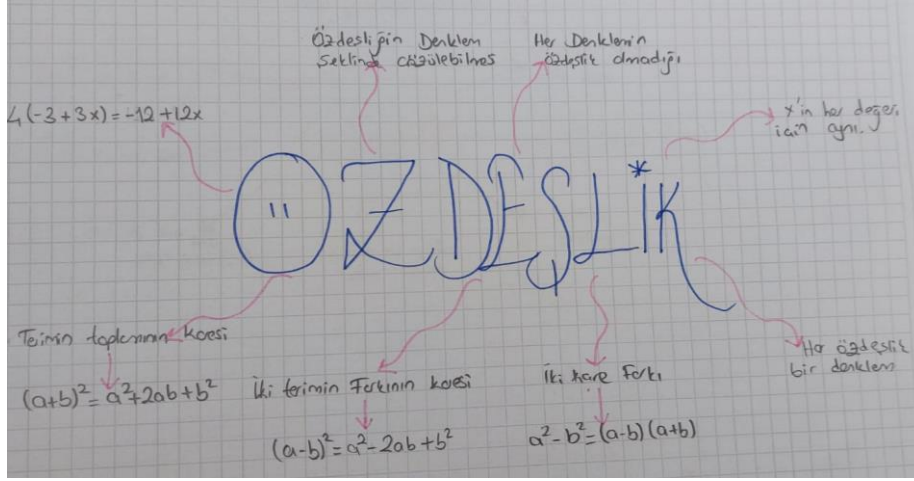 Özdesliğin Denklem
Şeklinde çözülebilmes
Her Denklemin
özdeşlik olmadığı
4(-3+3x)=-12+12x
x'in her değeri
için aynı.
ÖZDEŞLİK
Terimin toplamının karesi
(a+b)²=a²+2ab+b²
İki terimin Farkının karesi
(a-b)²=a²-2ab+b²
İki kare Farkı
a²-b²=(a-b)(a+b)
Her özdeşlik
bir denklem